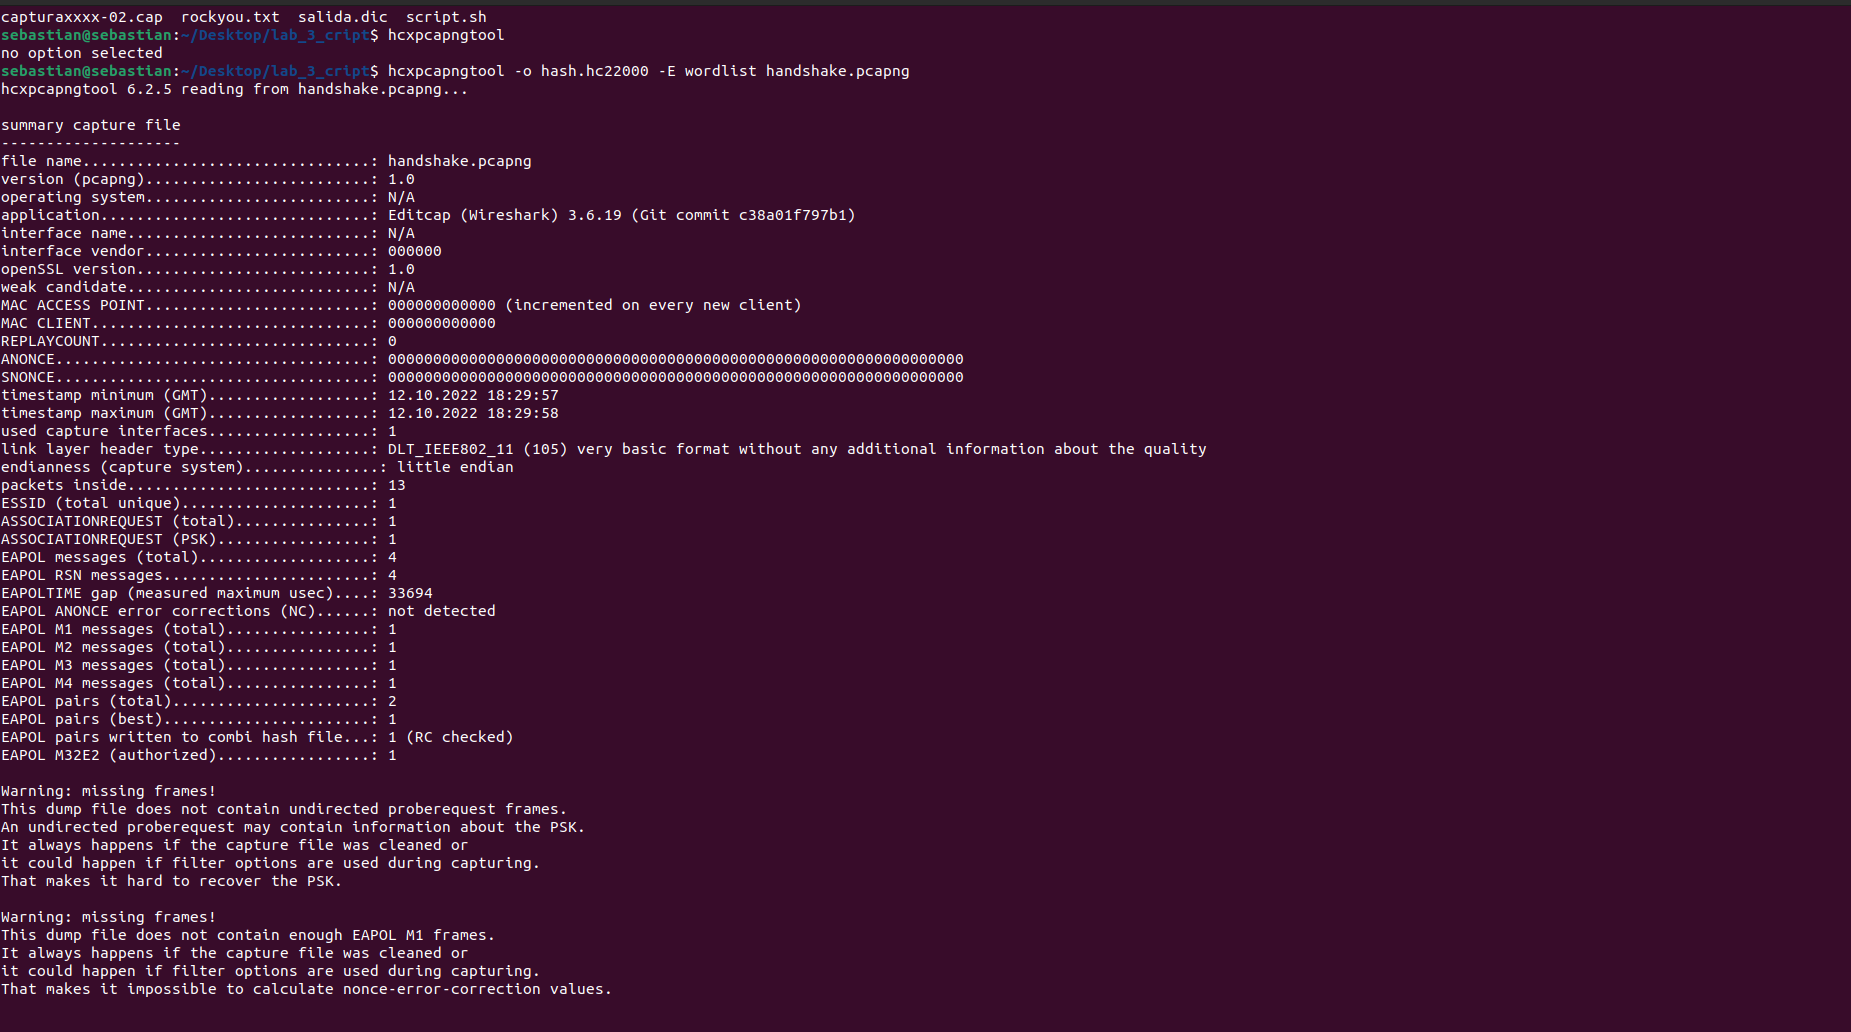 capturaxxxx-02.cap  rockyou.txt  salida.dic  script.sh
sebastian@sebastian:~/Desktop/lab_3_cript$ hcxpcapngtool
no option selected
sebastian@sebastian:~/Desktop/lab_3_cript$ hcxpcapngtool -o hash.hc22000 -E wordlist handshake.pcapng
hcxpcapngtool 6.2.5 reading from handshake.pcapng...
summary capture file
--------------------
file name................................: handshake.pcapng
version (pcapng).........................: 1.0
operating system.........................: N/A
application..............................: Editcap (Wireshark) 3.6.19 (Git commit c38a01f797b1)
interface name...........................: N/A
interface vendor.........................: 000000
openSSL version..........................: 1.0
weak candidate...........................: N/A
MAC ACCESS POINT.........................: 000000000000 (incremented on every new client)
MAC CLIENT...............................: 000000000000
REPLAYCOUNT..............................: 0
ANONCE...................................: 0000000000000000000000000000000000000000000000000000000000000000
SNONCE...................................: 0000000000000000000000000000000000000000000000000000000000000000
timestamp minimum (GMT)..................: 12.10.2022 18:29:57
timestamp maximum (GMT)..................: 12.10.2022 18:29:58
used capture interfaces..................: 1
link layer header type...................: DLT_IEEE802_11 (105) very basic format without any additional information about the quality
endianness (capture system)...............: little endian
packets inside...........................: 13
ESSID (total unique).....................: 1
ASSOCIATIONREQUEST (total)...............: 1
ASSOCIATIONREQUEST (PSK).................: 1
EAPOL messages (total)...................: 4
EAPOL RSN messages.......................: 4
EAPOLTIME gap (measured maximum usec)....: 33694
EAPOL ANONCE error corrections (NC)......: not detected
EAPOL M1 messages (total)................: 1
EAPOL M2 messages (total)................: 1
EAPOL M3 messages (total)................: 1
EAPOL M4 messages (total)................: 1
EAPOL pairs (total)......................: 2
EAPOL pairs (best).......................: 1
EAPOL pairs written to combi hash file...: 1 (RC checked)
EAPOL M32E2 (authorized).................: 1
Warning: missing frames!
This dump file does not contain undirected proberequest frames.
An undirected proberequest may contain information about the PSK.
It always happens if the capture file was cleaned or
it could happen if filter options are used during capturing.
That makes it hard to recover the PSK.
Warning: missing frames!
This dump file does not contain enough EAPOL M1 frames.
It always happens if the capture file was cleaned or
it could happen if filter options are used during capturing.
That makes it impossible to calculate nonce-error-correction values.